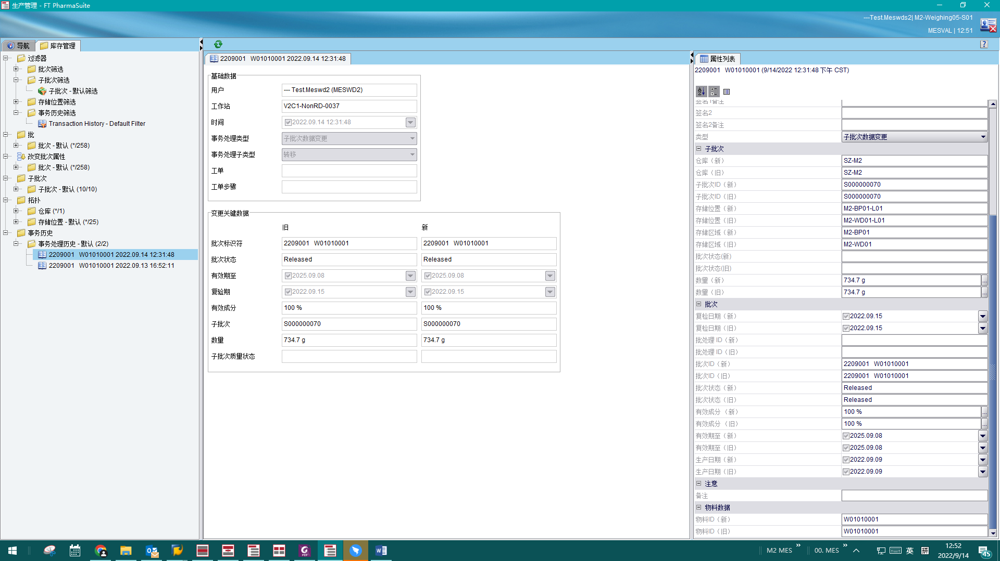 生产管理 - FT PharmaSuite
---Test.Meswds2| M2-Weighing05-S01
MESVAL | 12:51
导航
库存管理
过滤器
批次筛选
子批次筛选
子批次 - 默认筛选
存储位置筛选
事务历史筛选
Transaction History - Default Filter
批
批次 - 默认 (*/258)
改变批次属性
批次 - 默认 (*/258)
子批次
子批次 - 默认 (10/10)
拓扑
仓库 (*/1)
存储位置 - 默认 (*/25)
事务历史
事务处理历史 - 默认 (2/2)
2209001 W01010001 2022.09.14 12:31:48
2209001 W01010001 2022.09.13 16:52:11
2209001 W01010001 2022.09.14 12:31:48
基础数据
用户 --- Test.Meswd2 (MESWD2)
工作站 V2C1-NonRD-0037
时间 2022.09.14 12:31:48
事务处理类型 子批次数据变更
事务处理子类型 转移
工单
工单步骤
变更关键数据
旧 新
批次标识符 2209001 W01010001 2209001 W01010001
批次状态 Released Released
有效期至 2025.09.08 2025.09.08
复验期 2022.09.15 2022.09.15
有效成分 100 % 100 %
子批次 S000000070 S000000070
数量 734.7 g 734.7 g
子批次质量状态
属性列表
2209001 W01010001 (9/14/2022 12:31:48 下午 CST)
签名1备注
签名2
签名2备注
类型 子批次数据变更
子批次
仓库（新） SZ-M2
仓库（旧） SZ-M2
子批次ID（新） S000000070
子批次ID（旧） S000000070
存储位置（新） M2-BP01-L01
存储位置（旧） M2-WD01-L01
存储区域（新） M2-BP01
存储区域（旧） M2-WD01
批次状态(新)
批次状态(旧)
数量（新） 734.7 g ...
数量（旧） 734.7 g ...
批次
复检日期（新） 2022.09.15
复检日期（旧） 2022.09.15
批处理 ID（新）
批处理 ID（旧）
批次ID（新） 2209001 W01010001
批次ID（旧） 2209001 W01010001
批次状态（新） Released
批次状态（旧） Released
有效成分 （新） 100 % ...
有效成分 （旧） 100 % ...
有效期至（新） 2025.09.08
有效期至（旧） 2025.09.08
生产日期（新） 2022.09.09
生产日期（旧） 2022.09.09
注意
备注
物料数据
物料ID（新） W01010001
物料ID（旧） W01010001
M2 MES
00. MES
英
拼
12:52
2022/9/14
45